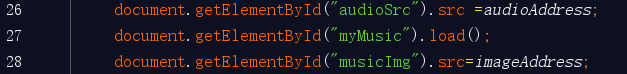 26 document.getElementById("audioSrc").src =audioAddress;
27 document.getElementById("myMusic").load();
28 document.getElementById("musicImg").src=imageAddress;